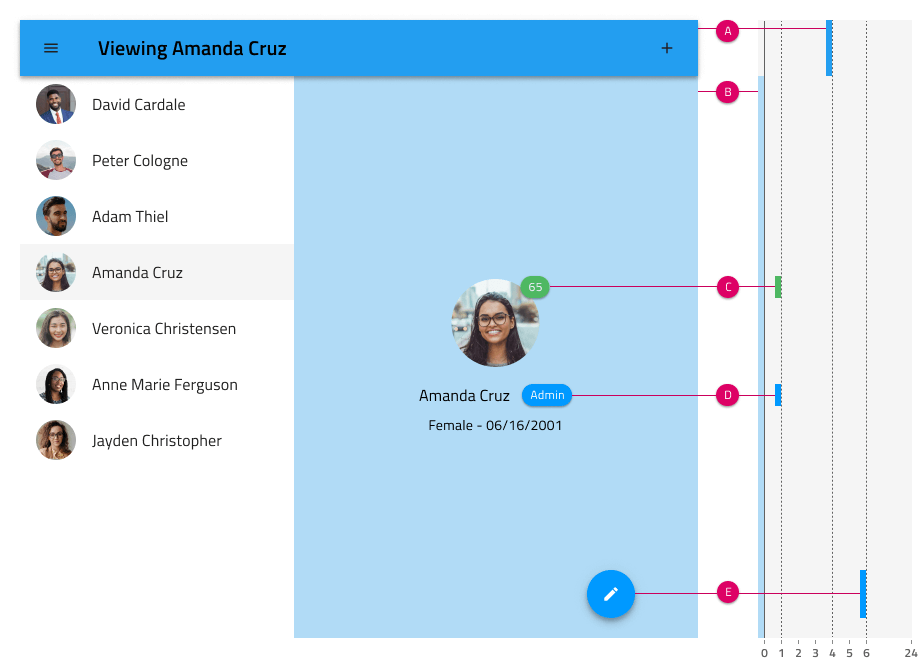 Viewing Amanda Cruz
A
B
David Cardale
Peter Cologne
Adam Thiel
Amanda Cruz
Veronica Christensen
Anne Marie Ferguson
Jayden Christopher
65
C
Amanda Cruz Admin
D
Female - 06/16/2001
E
0 1 2 3 4 5 6 24